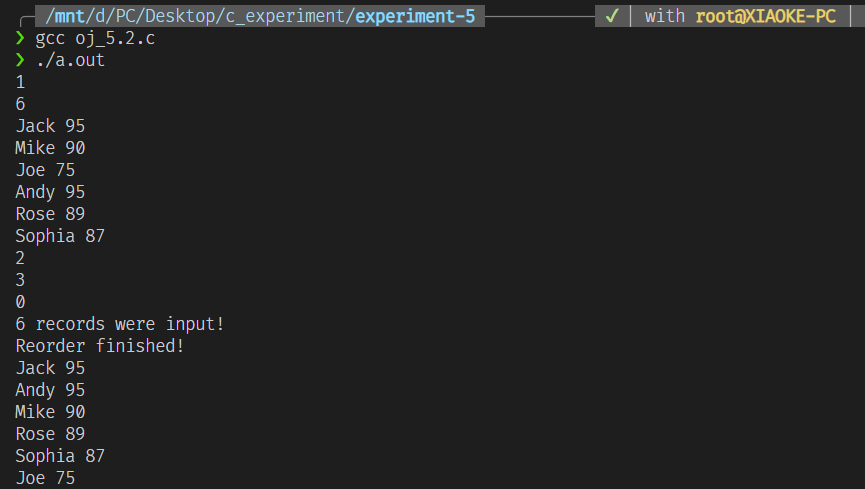 /mnt/d/PC/Desktop/c_experiment/experiment-5 ✓ with root@XIAOKE-PC
❯ gcc oj_5.2.c
❯ ./a.out
1
6
Jack 95
Mike 90
Joe 75
Andy 95
Rose 89
Sophia 87
2
3
0
6 records were input!
Reorder finished!
Jack 95
Andy 95
Mike 90
Rose 89
Sophia 87
Joe 75